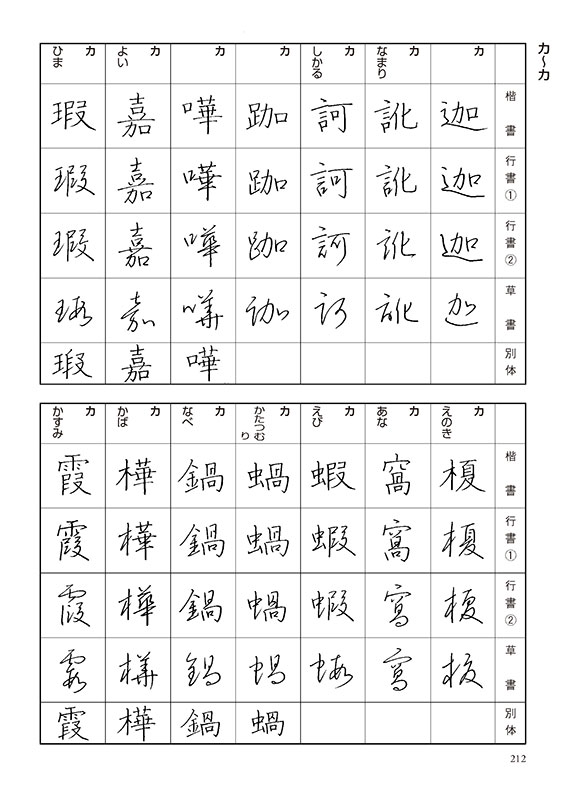 カ〜カ
楷書
行書①
行書②
草書
別体
カ
迦
迦
迦
迦
カ
なまり
訛
訛
訛
訛
カ
しかる
訶
訶
訶
訶
カ
跏
跏
跏
跏
カ
嘩
嘩
嘩
嘩
嘩
カ
よい
嘉
嘉
嘉
嘉
嘉
カ
ひま
瑕
瑕
瑕
瑕
瑕
楷書
行書①
行書②
草書
別体
カ
えのき
榎
榎
榎
榎
カ
あな
窩
窩
窩
窩
カ
えび
蝦
蝦
蝦
蝦
カ
かたつむり
蝸
蝸
蝸
蝸
蝸
カ
なべ
鍋
鍋
鍋
鍋
鍋
カ
かば
樺
樺
樺
樺
樺
カ
かすみ
霞
霞
霞
霞
霞
212